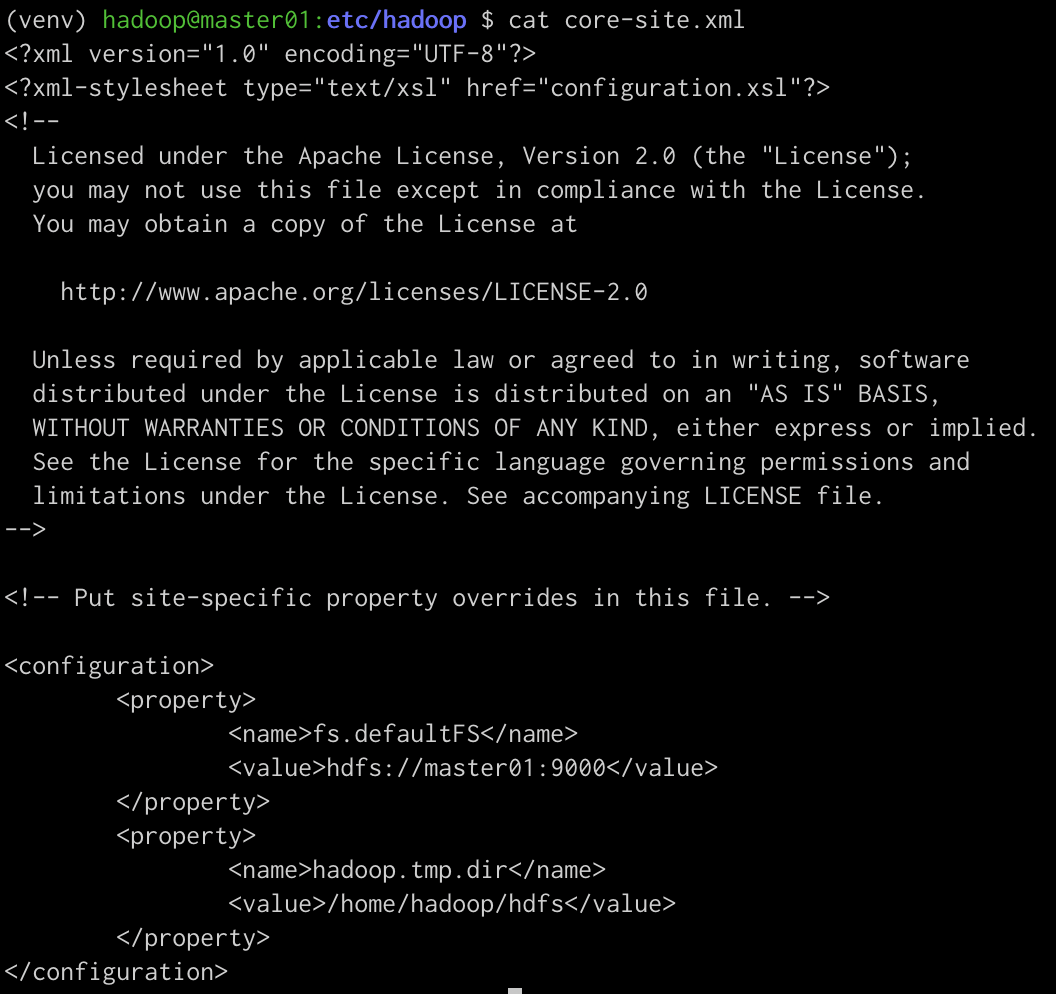 (venv) hadoop@master01:etc/hadoop $ cat core-site.xml
<?xml version="1.0" encoding="UTF-8"?>
<?xml-stylesheet type="text/xsl" href="configuration.xsl"?>
<!--
  Licensed under the Apache License, Version 2.0 (the "License");
  you may not use this file except in compliance with the License.
  You may obtain a copy of the License at

    http://www.apache.org/licenses/LICENSE-2.0

  Unless required by applicable law or agreed to in writing, software
  distributed under the License is distributed on an "AS IS" BASIS,
  WITHOUT WARRANTIES OR CONDITIONS OF ANY KIND, either express or implied.
  See the License for the specific language governing permissions and
  limitations under the License. See accompanying LICENSE file.
-->

<!-- Put site-specific property overrides in this file. -->

<configuration>
        <property>
                <name>fs.defaultFS</name>
                <value>hdfs://master01:9000</value>
        </property>
        <property>
                <name>hadoop.tmp.dir</name>
                <value>/home/hadoop/hdfs</value>
        </property>
</configuration>